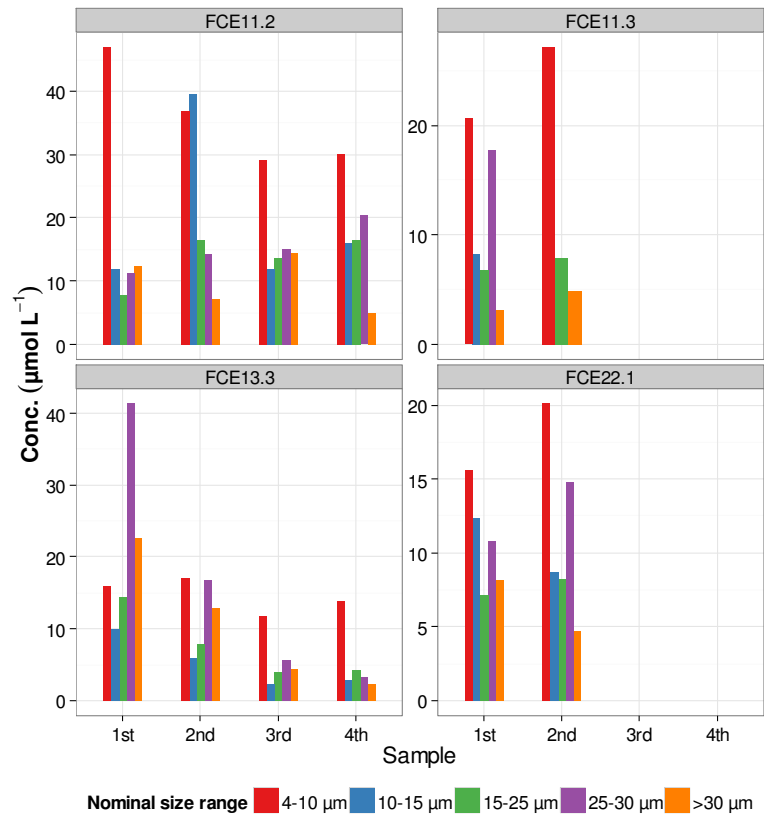 FCE11.2
FCE11.3
40
30
20
10
0
20
10
0
Conc. (µmol L⁻¹)
FCE13.3
FCE22.1
40
30
20
10
0
20
15
10
5
0
1st 2nd 3rd 4th
1st 2nd 3rd 4th
Sample
Nominal size range 4-10 µm 10-15 µm 15-25 µm 25-30 µm >30 µm